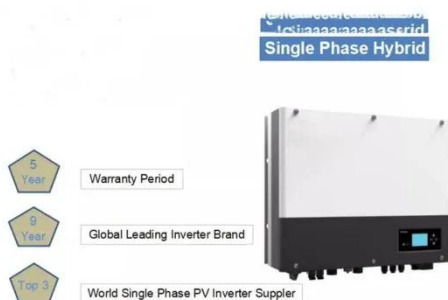 Single Phase Hybrid
5
Year
Warranty Period
9
Year
Global Leading Inverter Brand
Top 3
World Single Phase PV Inverter Suppler